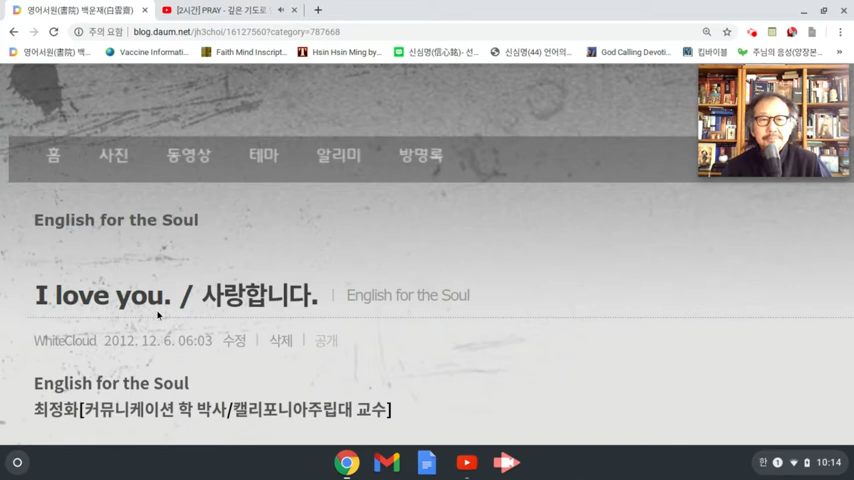 영어서원(書院) 백운재(白雲齋)
[2시간] PRAY - 깊은 기도로
주의 요함
blog.daum.net/jh3choi/16127560?category=787668
영어서원(書院) 백...
Vaccine Informati...
Faith Mind Inscript...
Hsin Hsin Ming by...
신심명(信心銘) - 선...
신심명(44) 언어의...
God Calling Devoti...
킵바이블
주님의 음성(양장본...
홈 사진 동영상 테마 알리미 방명록
English for the Soul
I love you. / 사랑합니다. | English for the Soul
WhiteCloud 2012. 12. 6. 06:03 수정 | 삭제 | 공개
English for the Soul
최정화[커뮤니케이션 학 박사/캘리포니아주립대 교수]
한 1 10:14